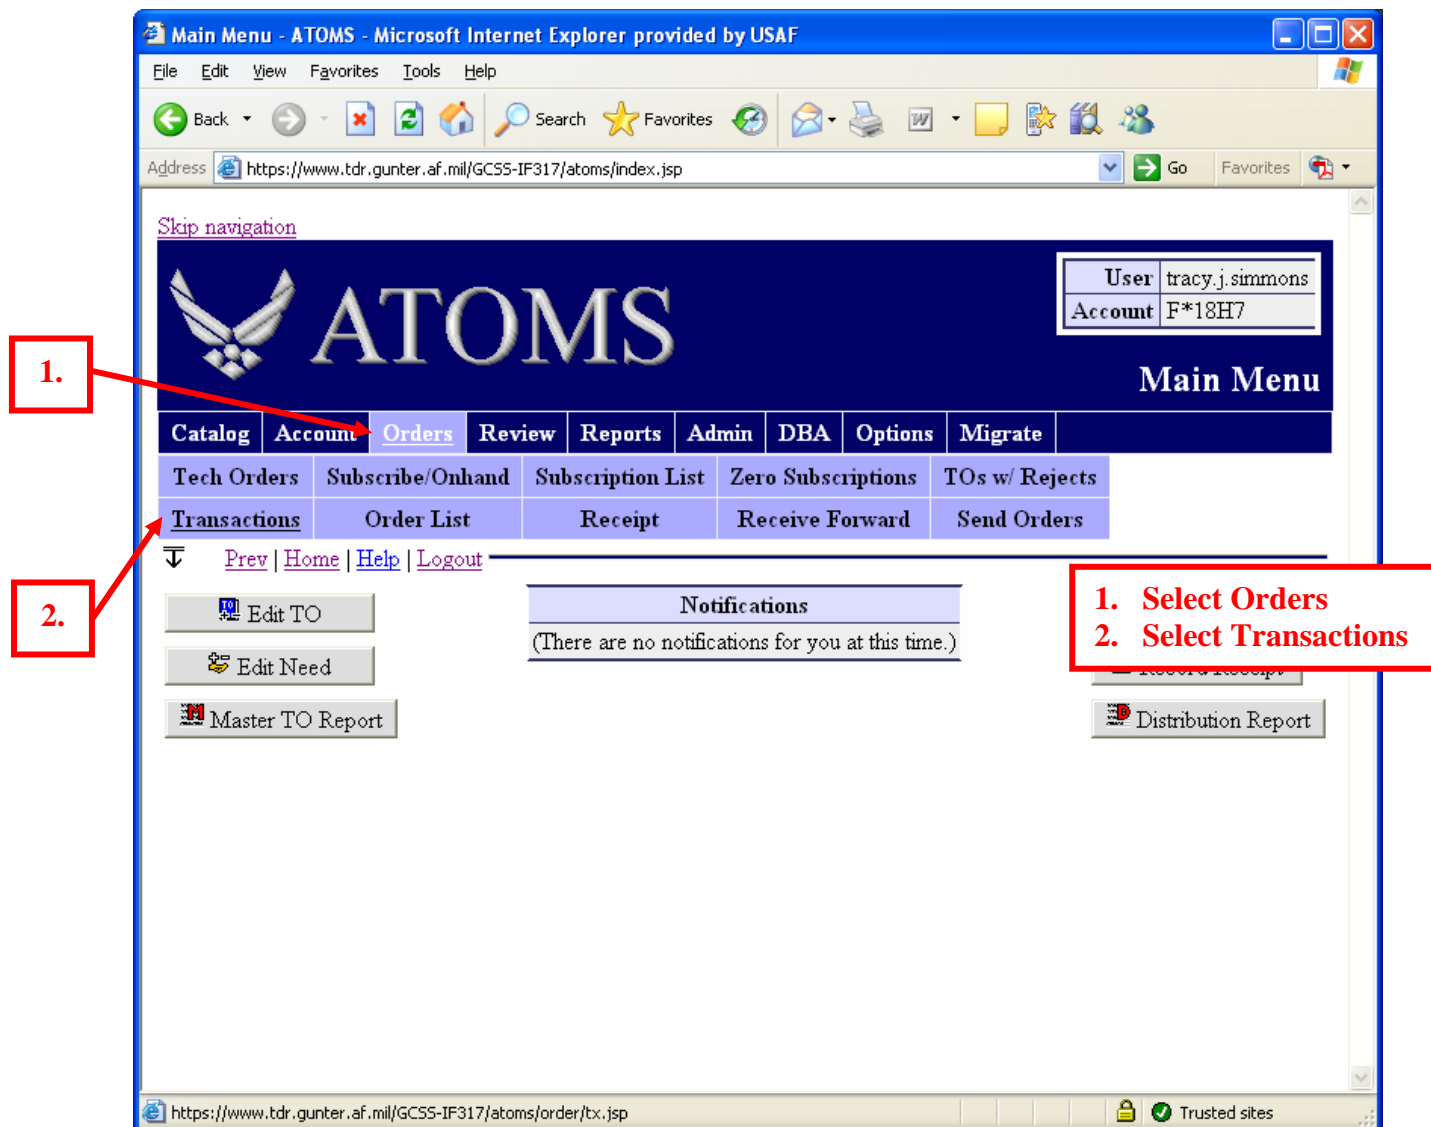 Main Menu - ATOMS - Microsoft Internet Explorer provided by USAF
File Edit View Favorites Tools Help
Back Search Favorites
Address https://www.tdr.gunter.af.mil/GCSS-IF317/atoms/index.jsp Go Favorites
Skip navigation
ATOMS
User tracy.j.simmons
Account F*18H7
Main Menu
1.
Catalog Account Orders Review Reports Admin DBA Options Migrate
Tech Orders Subscribe/Onhand Subscription List Zero Subscriptions TOs w/ Rejects
Transactions Order List Receipt Receive Forward Send Orders
Prev | Home | Help | Logout
2.
Edit TO
Edit Need
Master TO Report
Notifications
(There are no notifications for you at this time.)
1. Select Orders
2. Select Transactions
Record Receipt
Distribution Report
https://www.tdr.gunter.af.mil/GCSS-IF317/atoms/order/tx.jsp Trusted sites